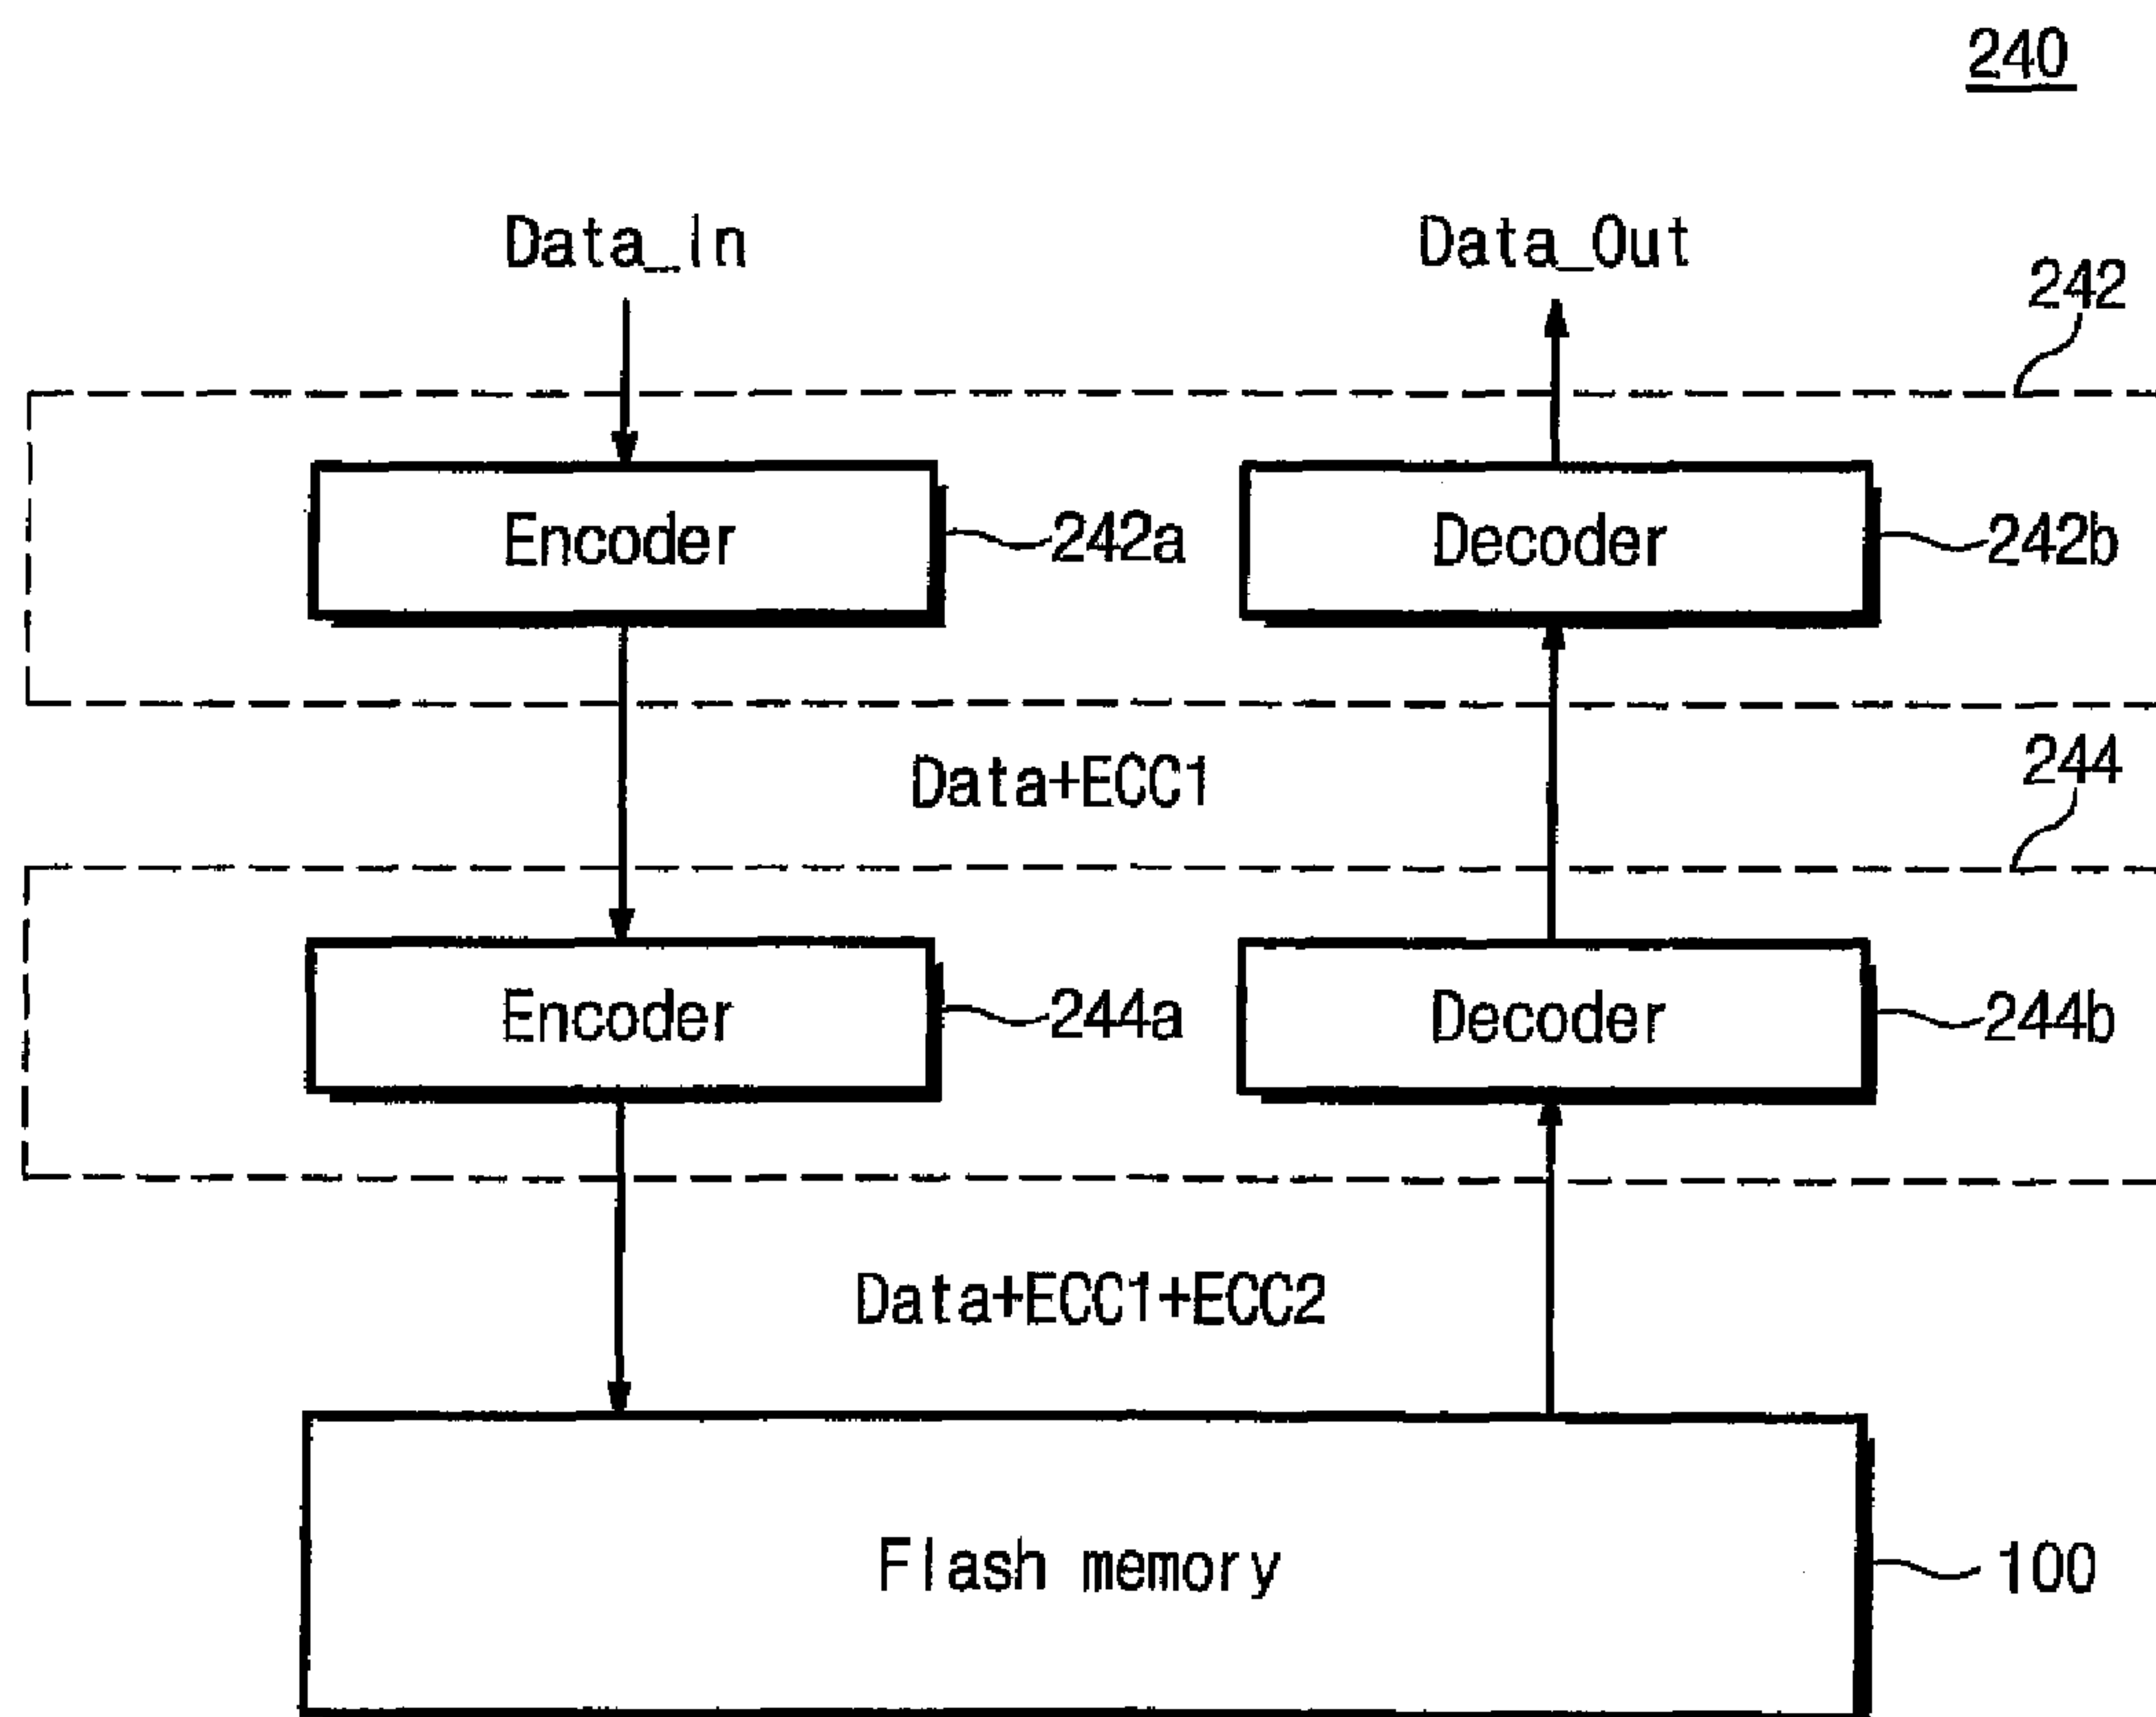 240
Data_In Data_Out
242
Encoder 242a Decoder 242b
Data+ECC1
244
Encoder 244a Decoder 244b
Data+ECC1+ECC2
Flash memory 100